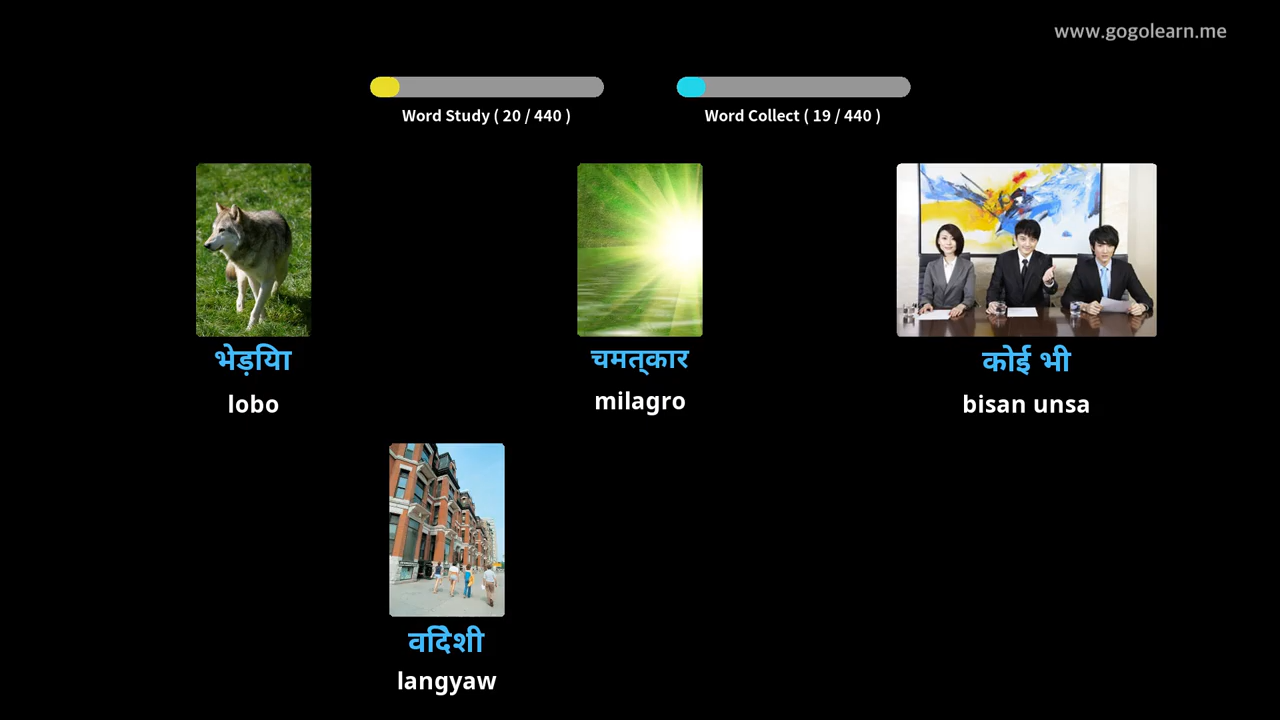 www.gogolearn.me
Word Study ( 20 / 440 )
Word Collect ( 19 / 440 )
भेड़िया
lobo
चमत्कार
milagro
कोई भी
bisan unsa
विदेशी
langyaw